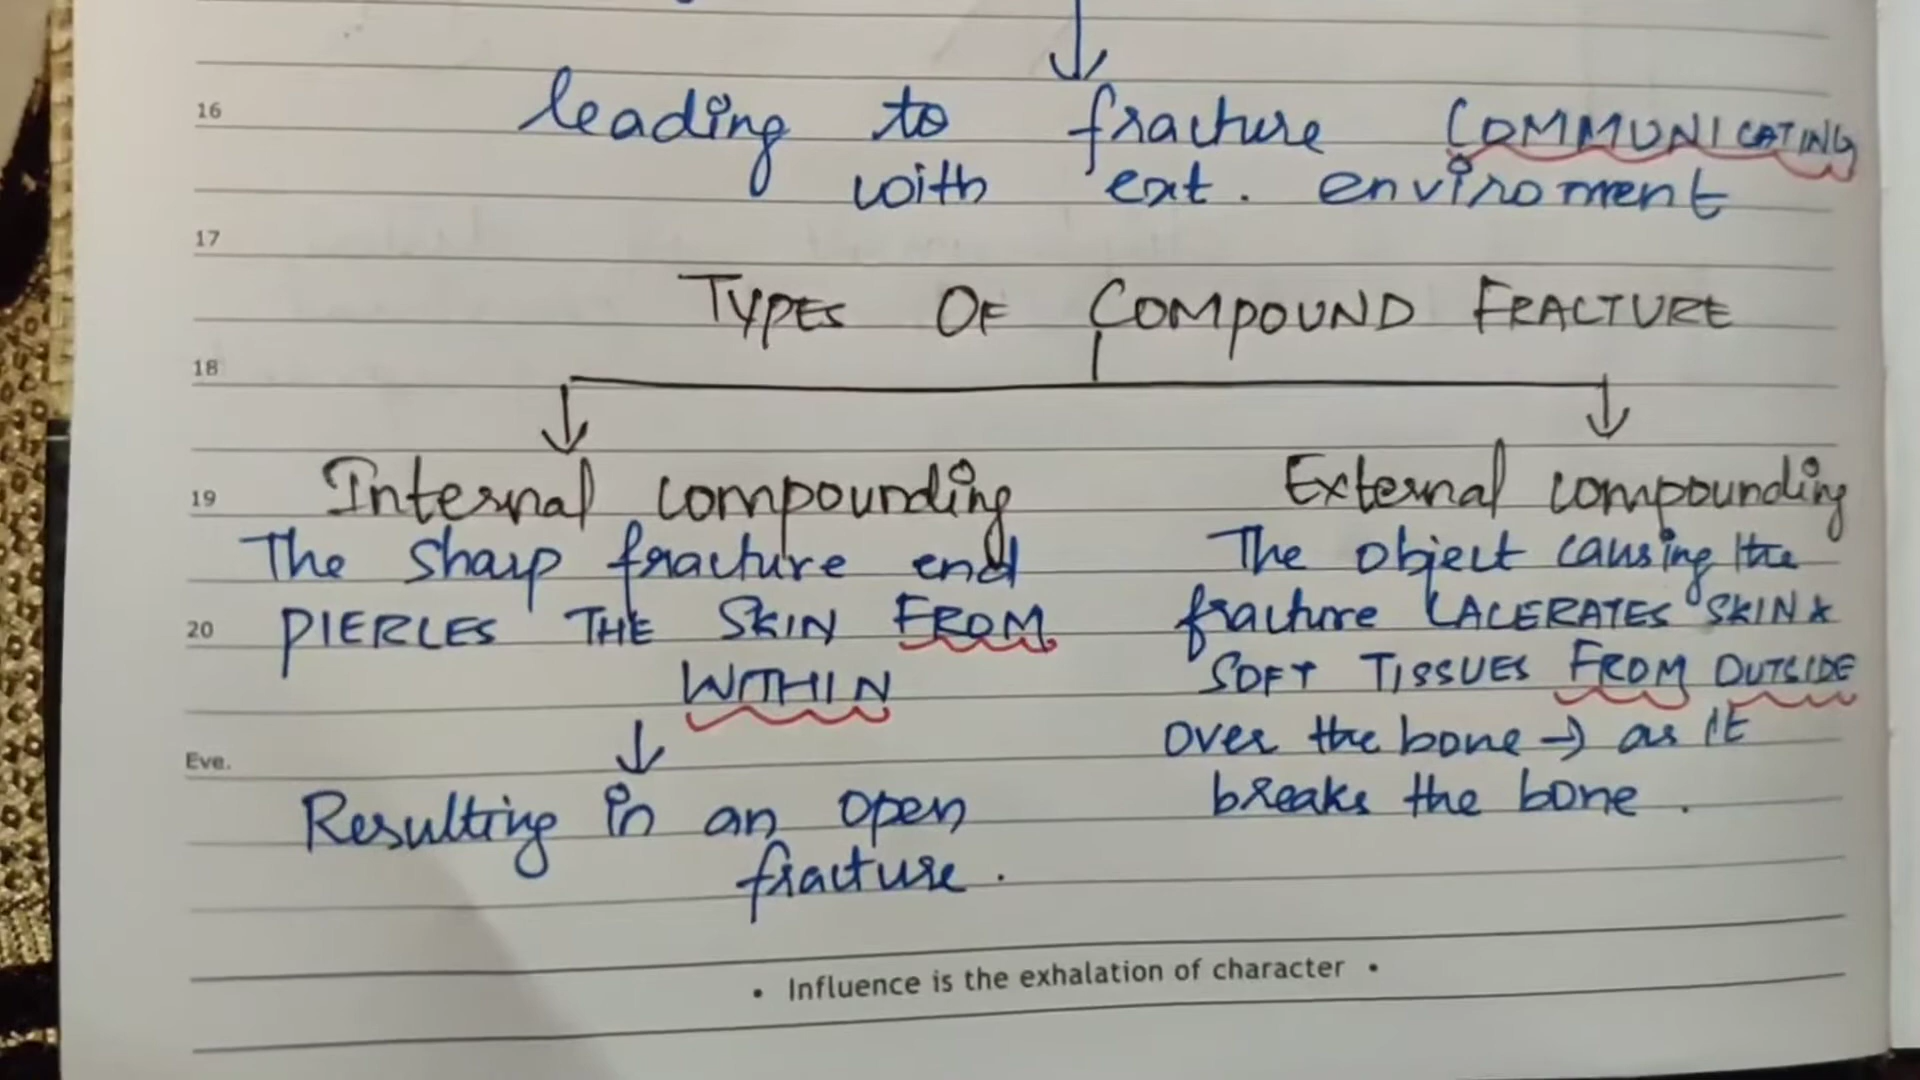 16
leading to fracture COMMUNICATING
with ext. enviroment
17
TYPES OF COMPOUND FRACTURE
18
19
Internal compounding
The sharp fracture end
20
PIERCES THE SKIN FROM
WITHIN
Eve.
Resulting in an open
fracture.
External compounding
The object causing the
fracture LACERATES SKIN &
SOFT TISSUES FROM OUTSIDE
over the bone → as it
breaks the bone.
• Influence is the exhalation of character •